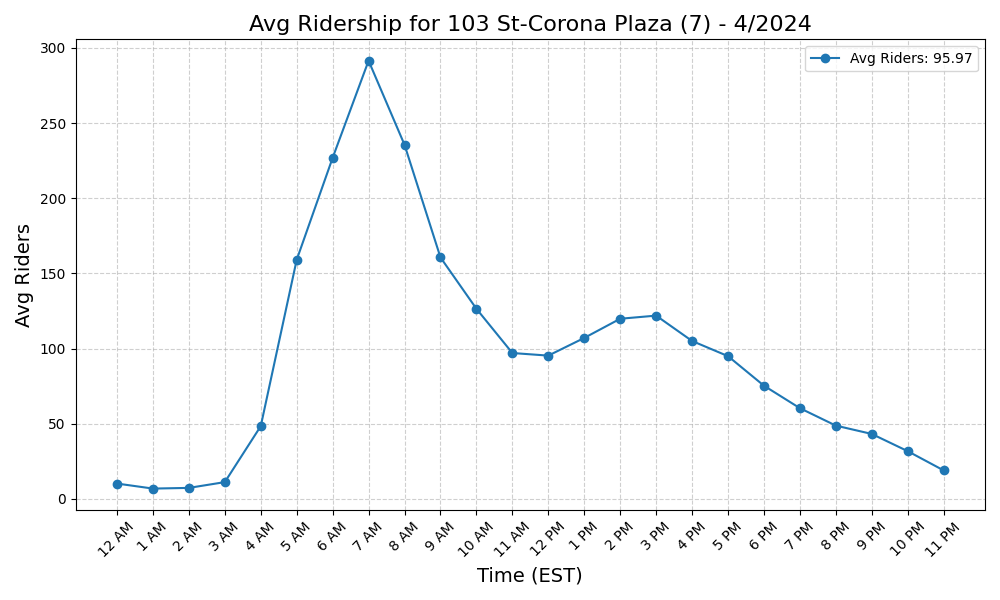 Avg Ridership for 103 St-Corona Plaza (7) - 4/2024
Avg Riders: 95.97
Avg Riders
300
250
200
150
100
50
0
12 AM
1 AM
2 AM
3 AM
4 AM
5 AM
6 AM
7 AM
8 AM
9 AM
10 AM
11 AM
12 PM
1 PM
2 PM
3 PM
4 PM
5 PM
6 PM
7 PM
8 PM
9 PM
10 PM
11 PM
Time (EST)